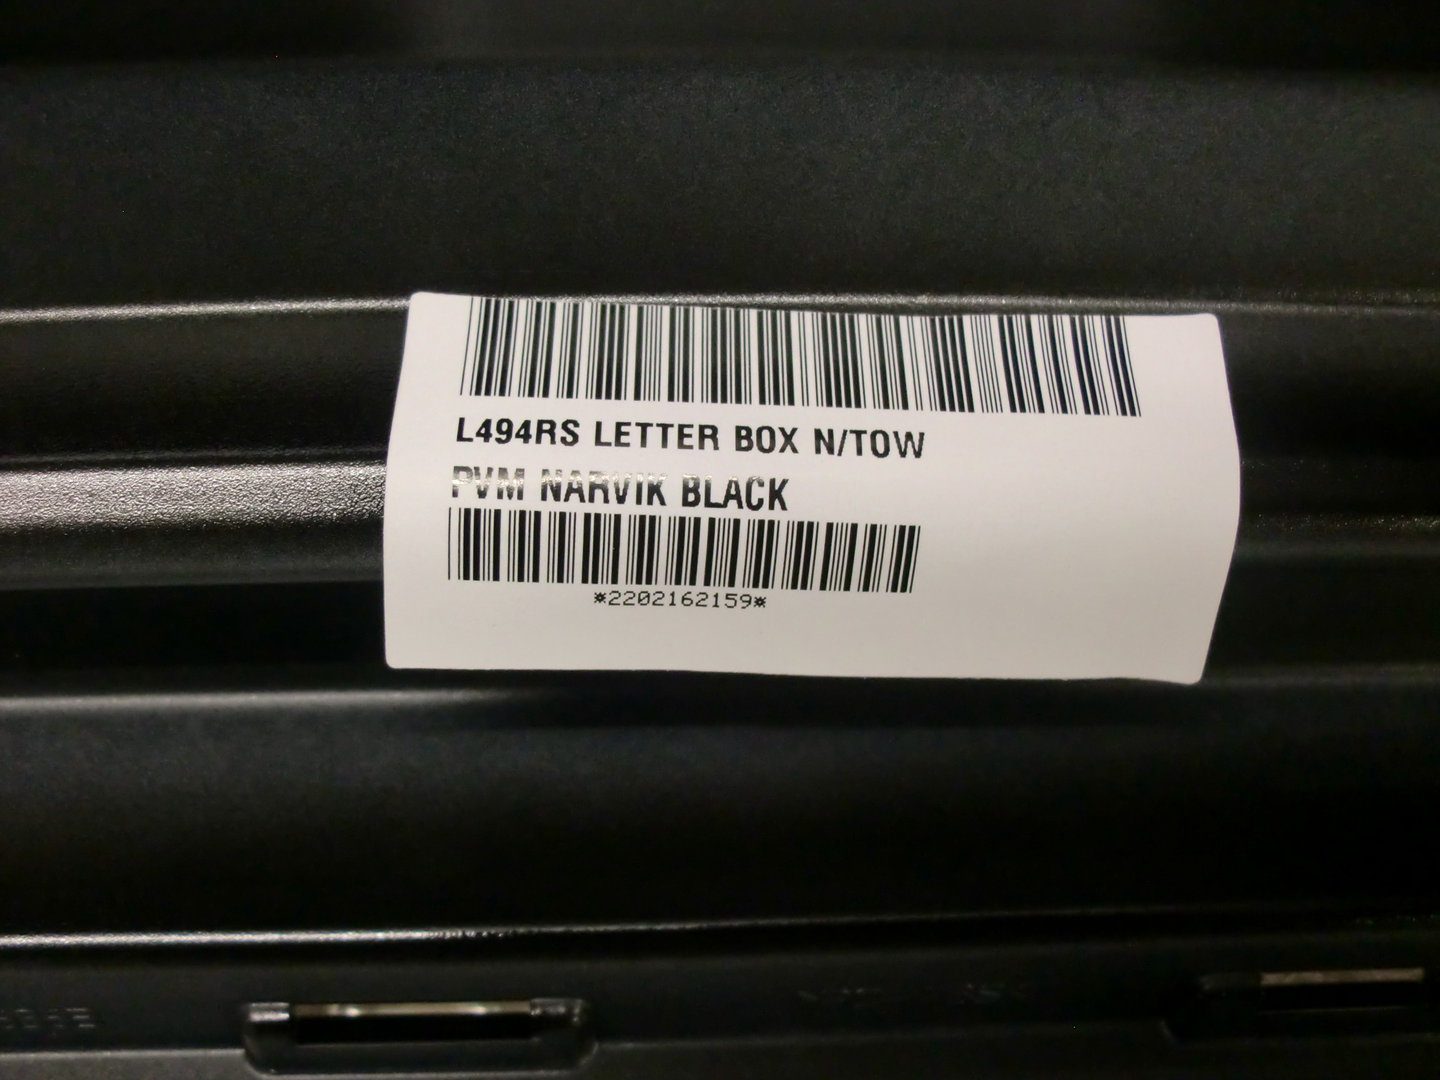 L494RS LETTER BOX N/TOW
PVM NARVIK BLACK
*2202162159*